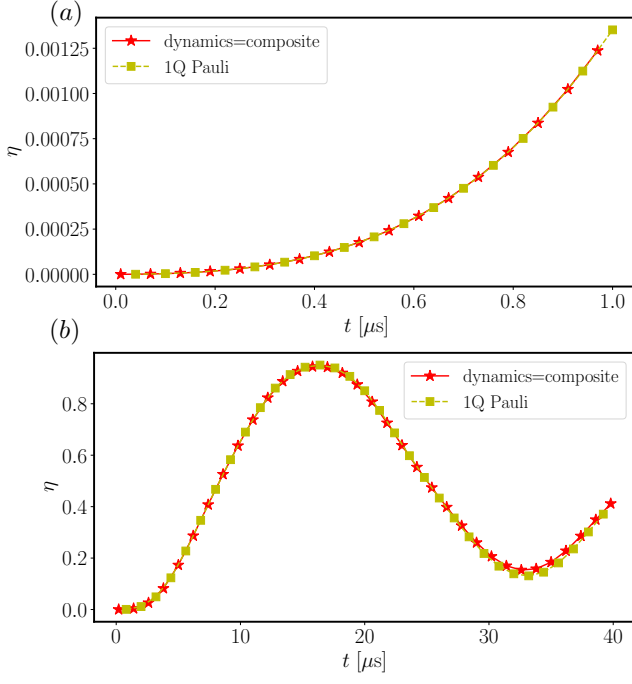 (a)
dynamics=composite
1Q Pauli
η
0.00125
0.00100
0.00075
0.00050
0.00025
0.00000
0.0 0.2 0.4 0.6 0.8 1.0
t [μs]
(b)
dynamics=composite
1Q Pauli
η
0.8
0.6
0.4
0.2
0.0
0 10 20 30 40
t [μs]